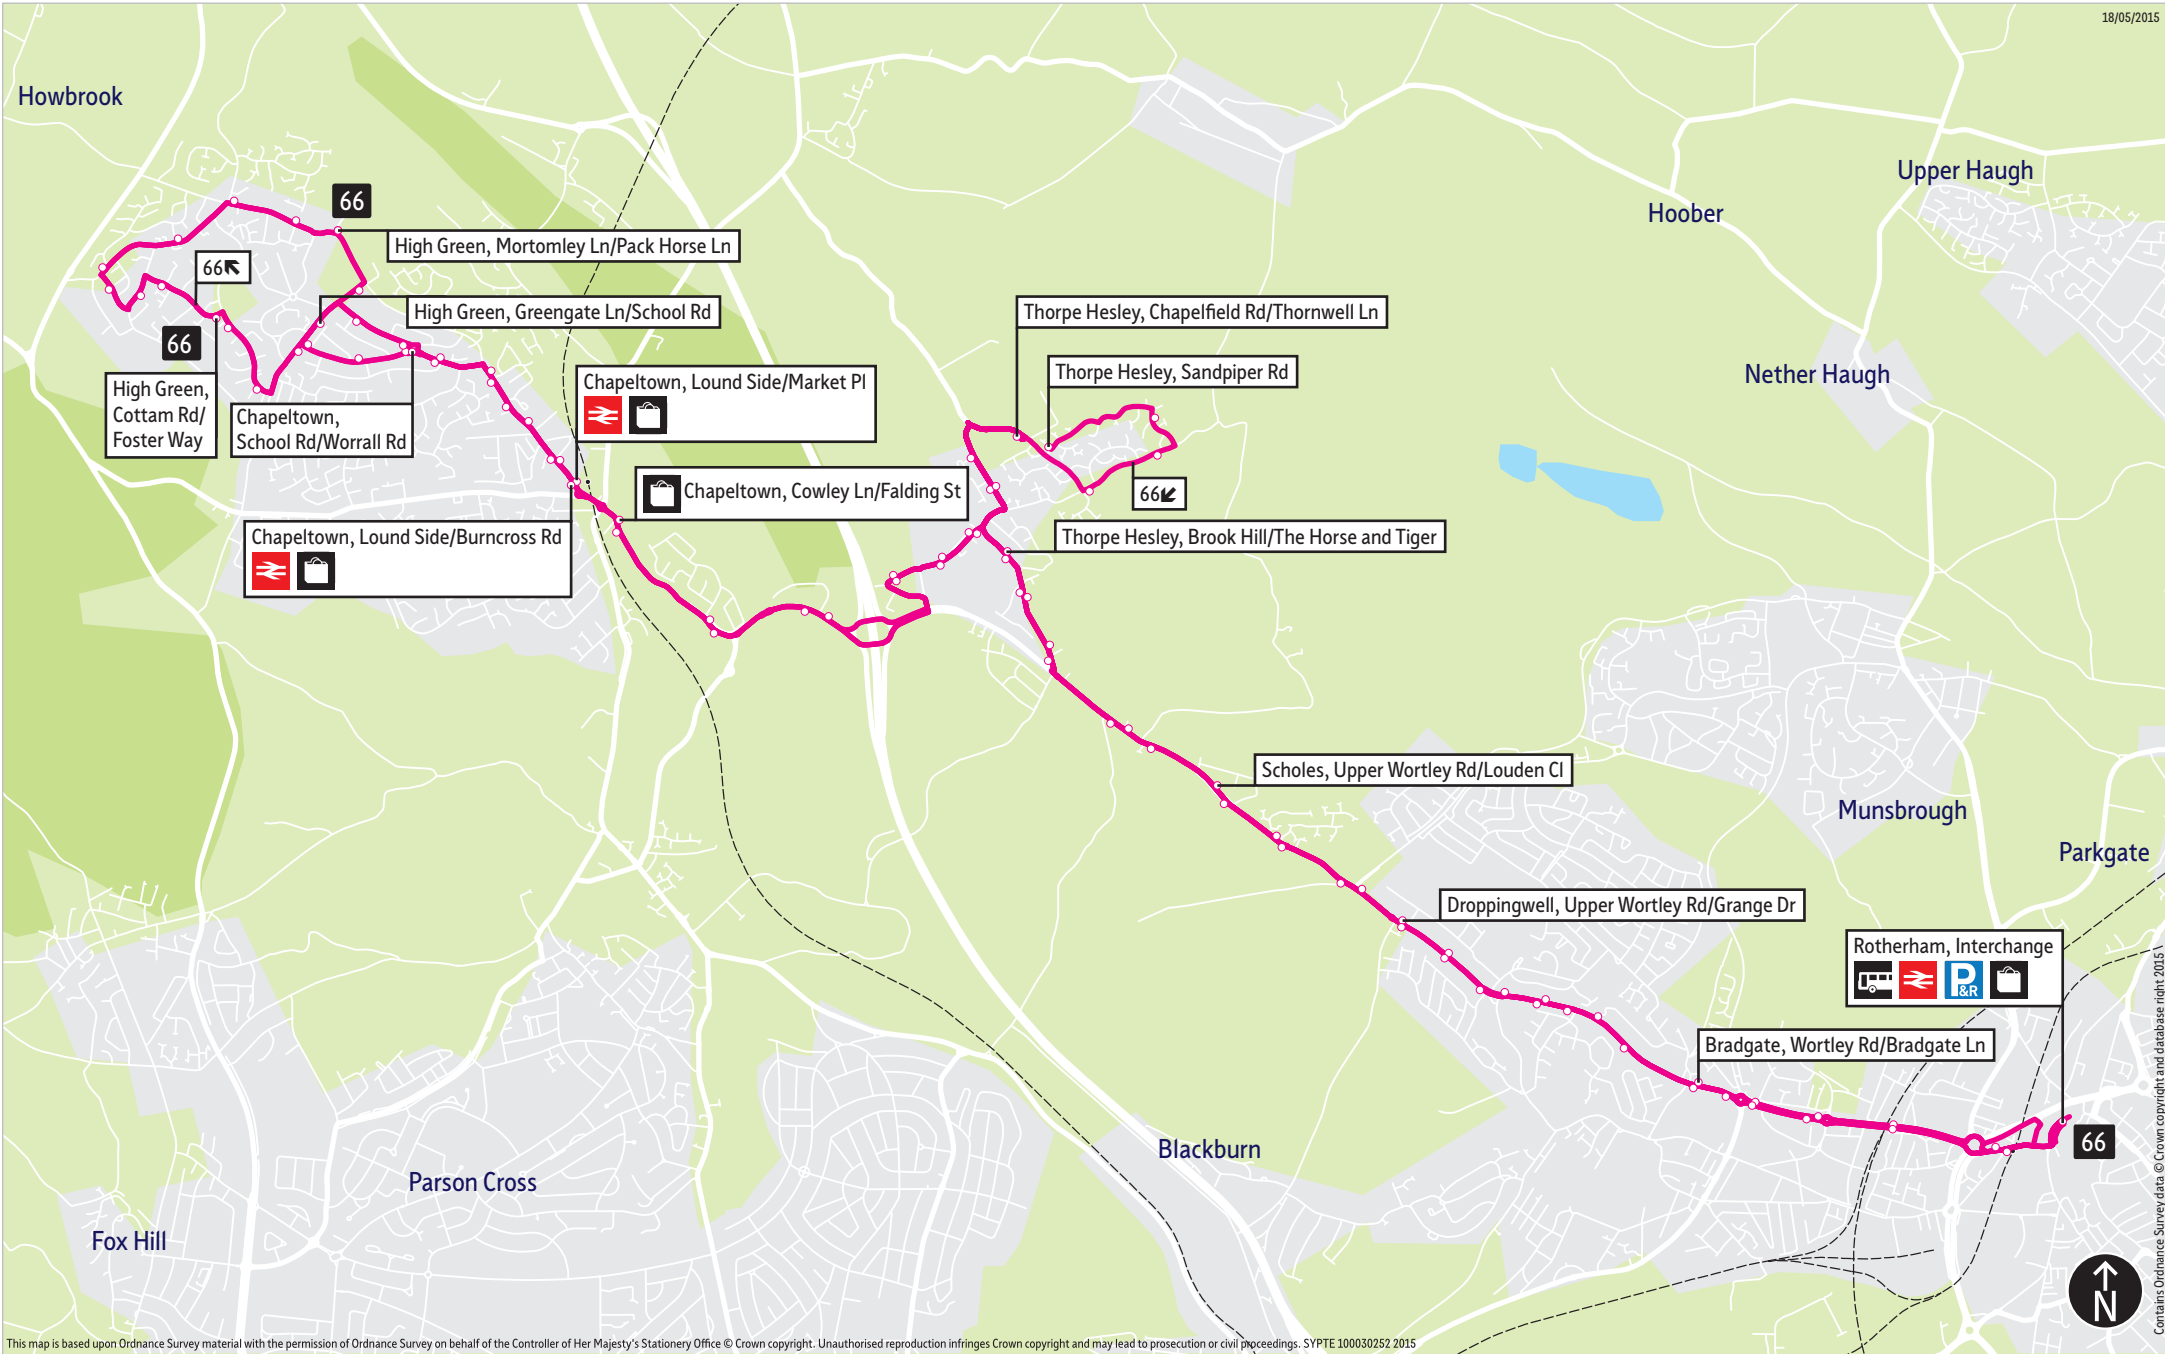 18/05/2015
Howbrook
Upper Haugh
66
Hoober
High Green, Mortomley Ln/Pack Horse Ln
66
High Green, Greengate Ln/School Rd
Thorpe Hesley, Chapelfield Rd/Thornwell Ln
66
Thorpe Hesley, Sandpiper Rd
Nether Haugh
Chapeltown, Lound Side/Market Pl
High Green,
Cottam Rd/
Foster Way
Chapeltown,
School Rd/Worrall Rd
Chapeltown, Cowley Ln/Falding St
66
Chapeltown, Lound Side/Burncross Rd
Thorpe Hesley, Brook Hill/The Horse and Tiger
Scholes, Upper Wortley Rd/Louden Cl
Munsbrough
Parkgate
Droppingwell, Upper Wortley Rd/Grange Dr
Rotherham, Interchange
P
&R
Bradgate, Wortley Rd/Bradgate Ln
66
Blackburn
Parson Cross
Fox Hill
N
Contains Ordnance Survey data © Crown copyright and database right 2015
This map is based upon Ordnance Survey material with the permission of Ordnance Survey on behalf of the Controller of Her Majesty's Stationery Office © Crown copyright. Unauthorised reproduction infringes Crown copyright and may lead to prosecution or civil proceedings. SYPTE 100030252 2015